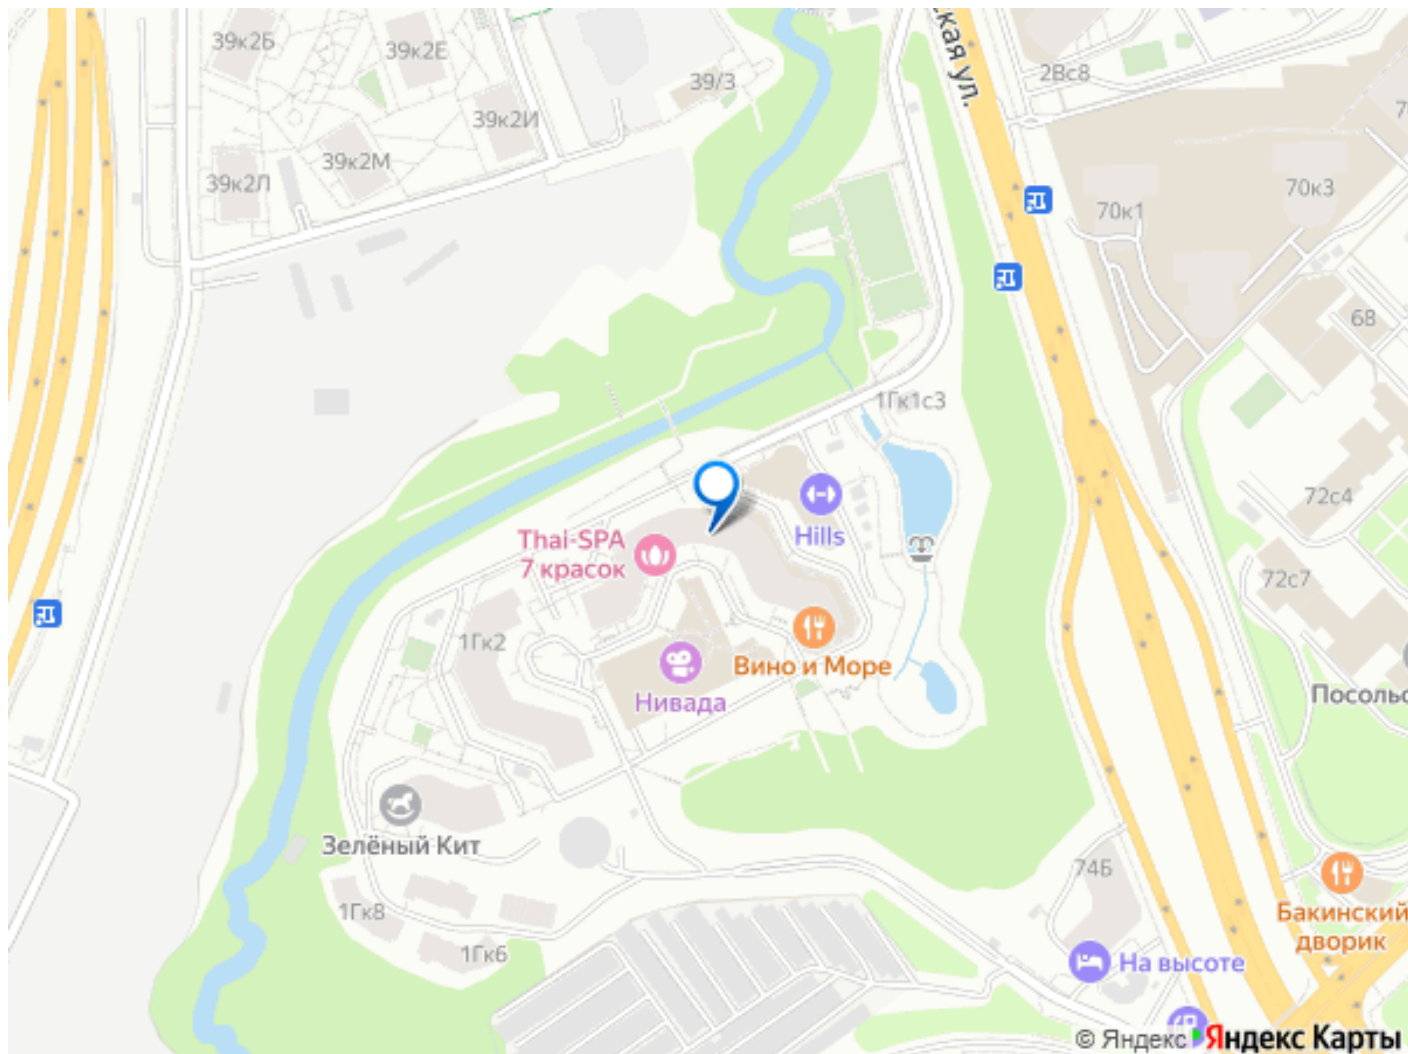 39к2Б
39к2Е
ская ул.
2Вс8
39/3
39к2И
39к2М
39к2Л
70к3
70к1
68
1Гк1с3
72с4
Hills
Thai-SPA
7 красок
72с7
1Гк2
Вино и Море
Нивада
Посольс
Зелёный Кит
74Б
1Гк8
Бакинский
дворик
1Гк6
На высоте
© Яндекс Яндекс Карты